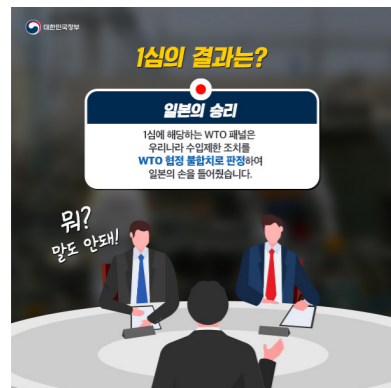 대한민국정부
1심의 결과는?
일본의 승리
1심에 해당하는 WTO 패널은
우리나라 수입제한 조치를
WTO 협정 불합치로 판정하여
일본의 손을 들어줬습니다.
뭐?
말도 안돼!